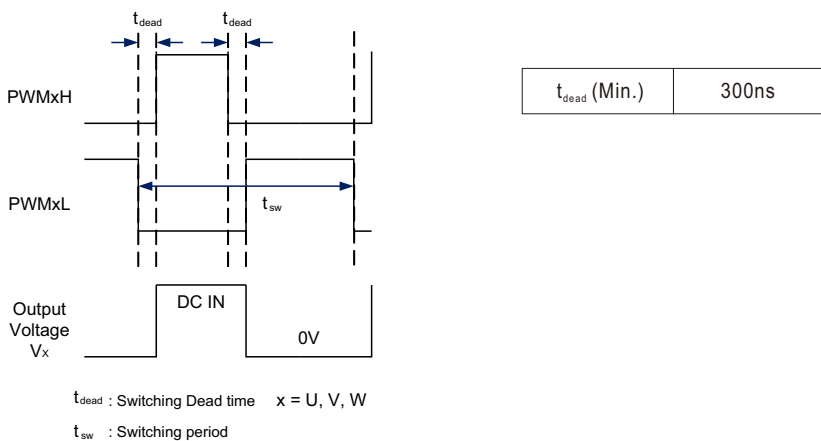 tdead tdead
PWMxH
tdead (Min.) 300ns
PWMxL
tsw
DC IN
Output
Voltage
Vx
0V
tdead : Switching Dead time x = U, V, W
tsw : Switching period